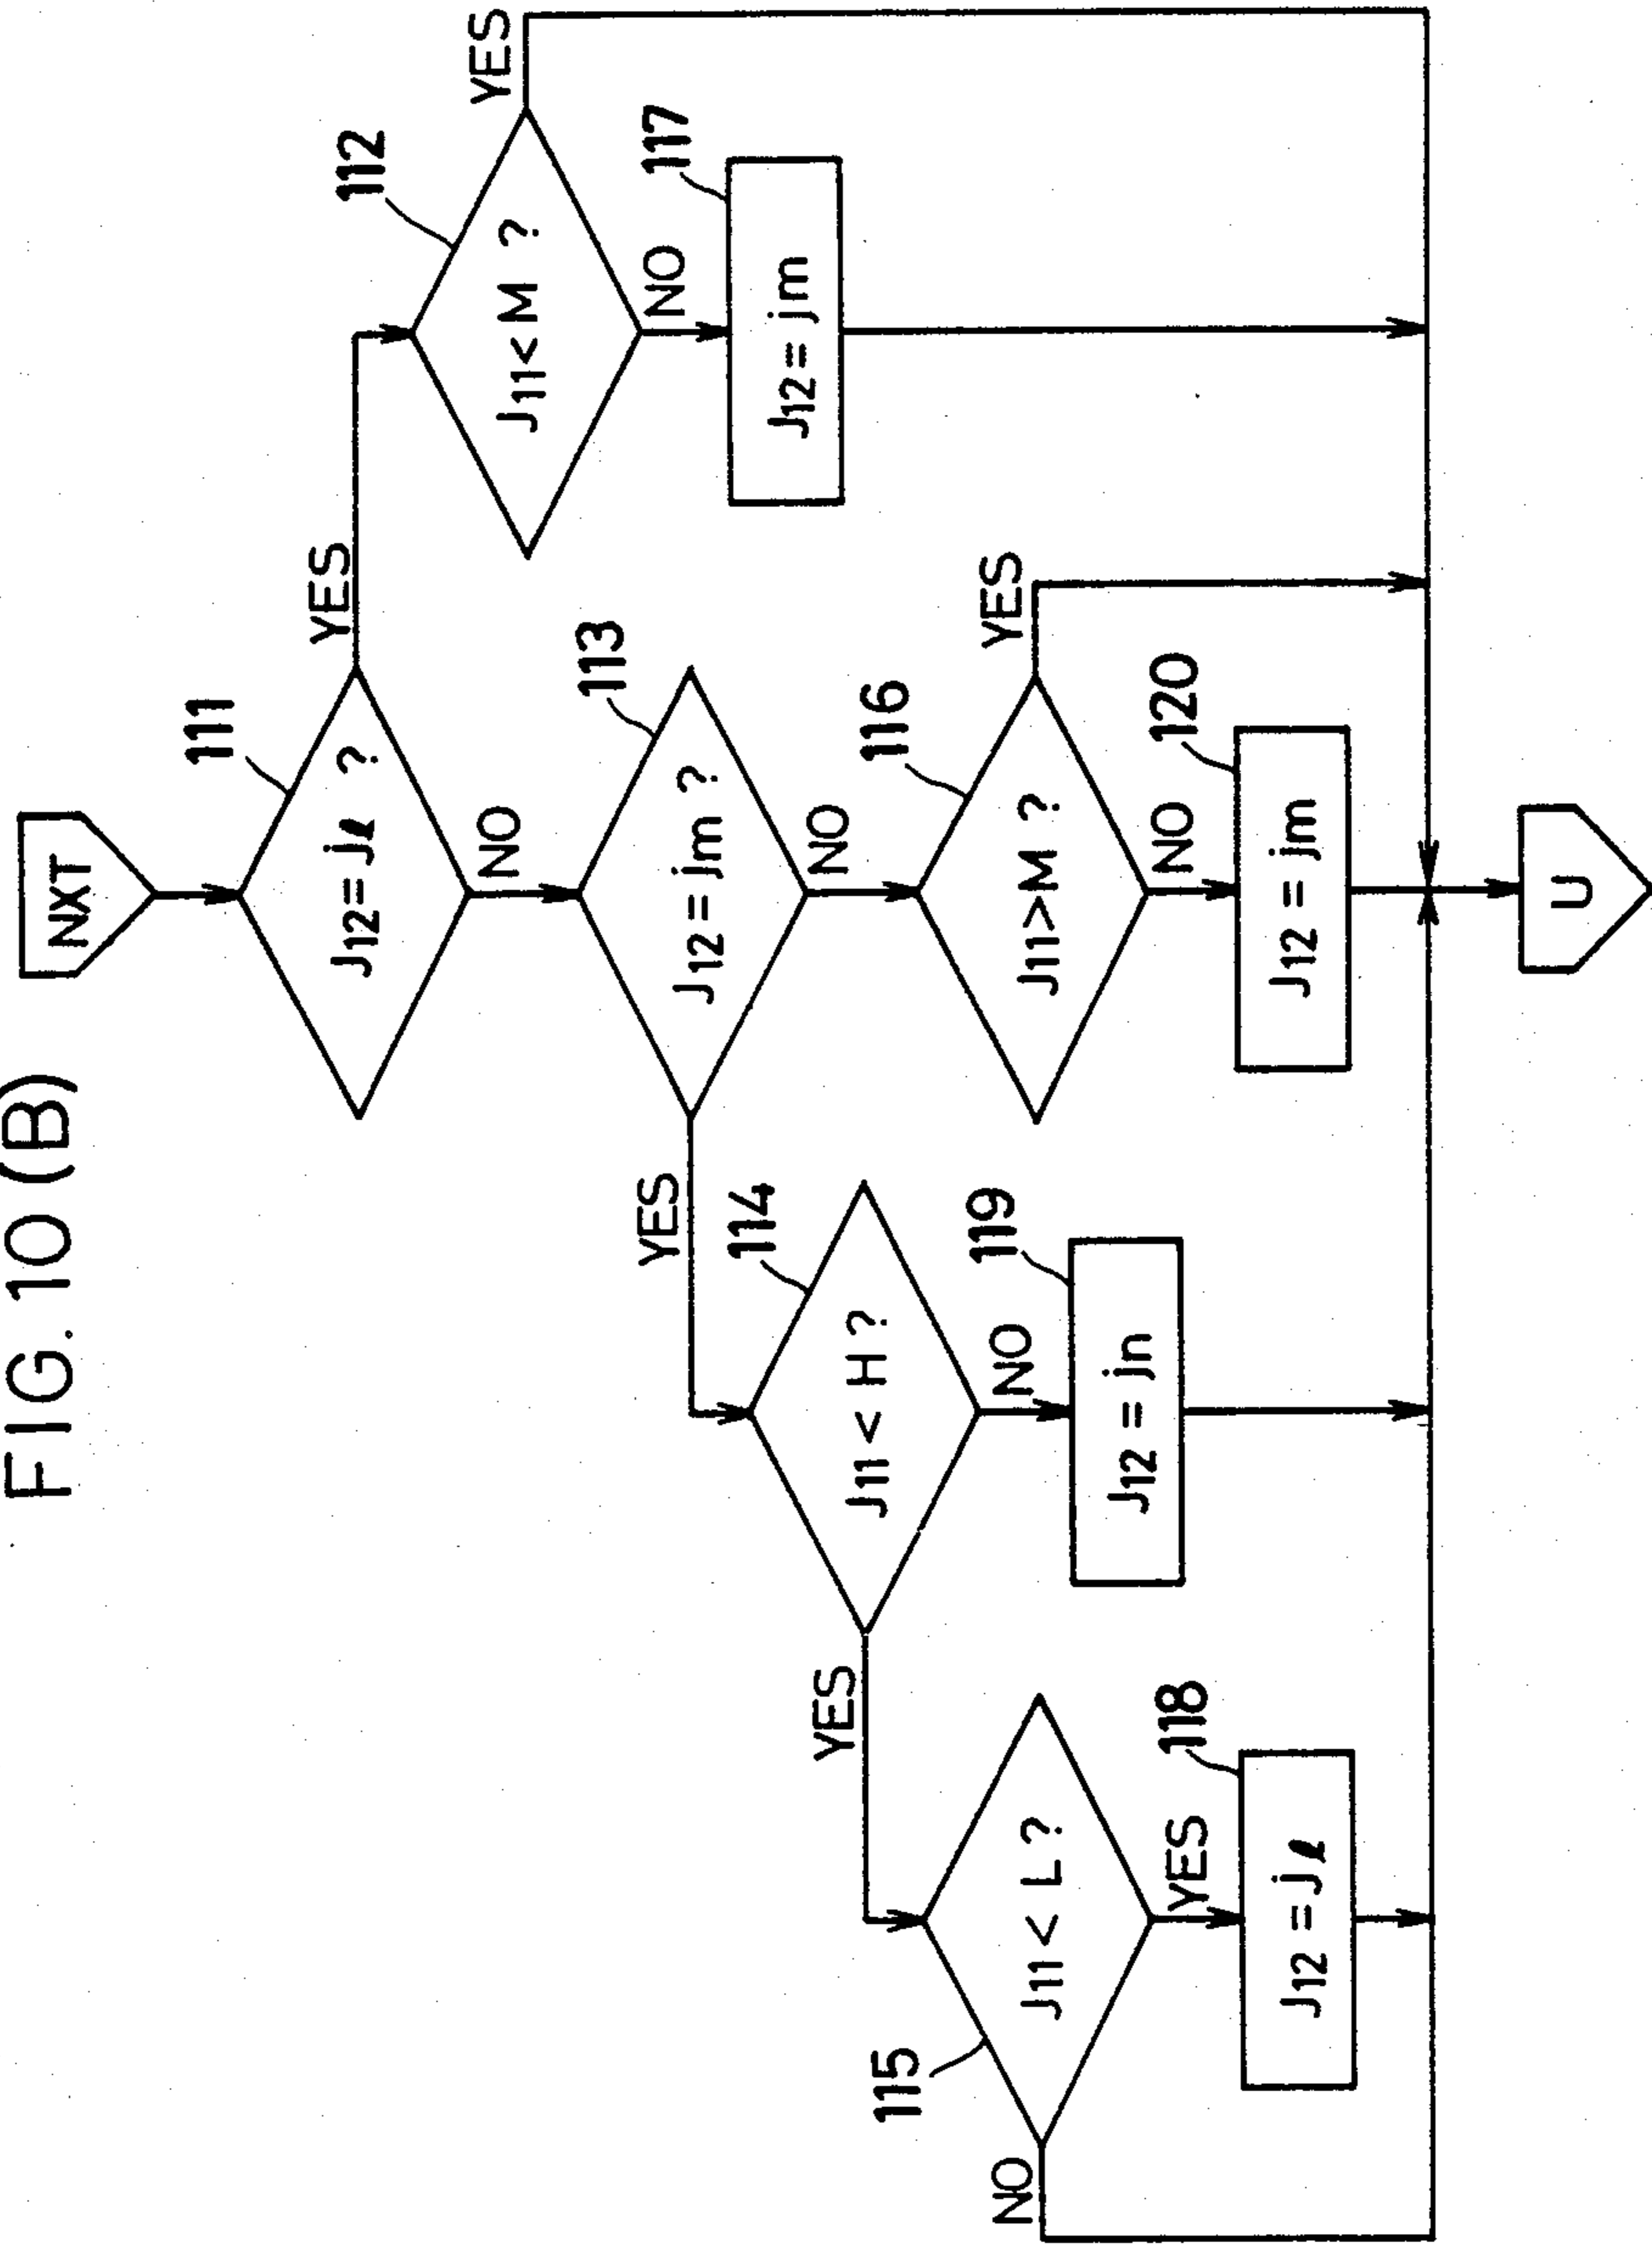 FIG. 10 (B)
NXT
111
J12 = jℓ ?
YES
NO
112
J11 < M ?
YES
NO
117
J12 = jm
113
J12 = jm ?
YES
NO
114
J11 < H ?
YES
NO
119
J12 = jn
115
J11 < L ?
NO
YES
118
J12 = jℓ
116
J11 > M ?
YES
NO
120
J12 = jm
U